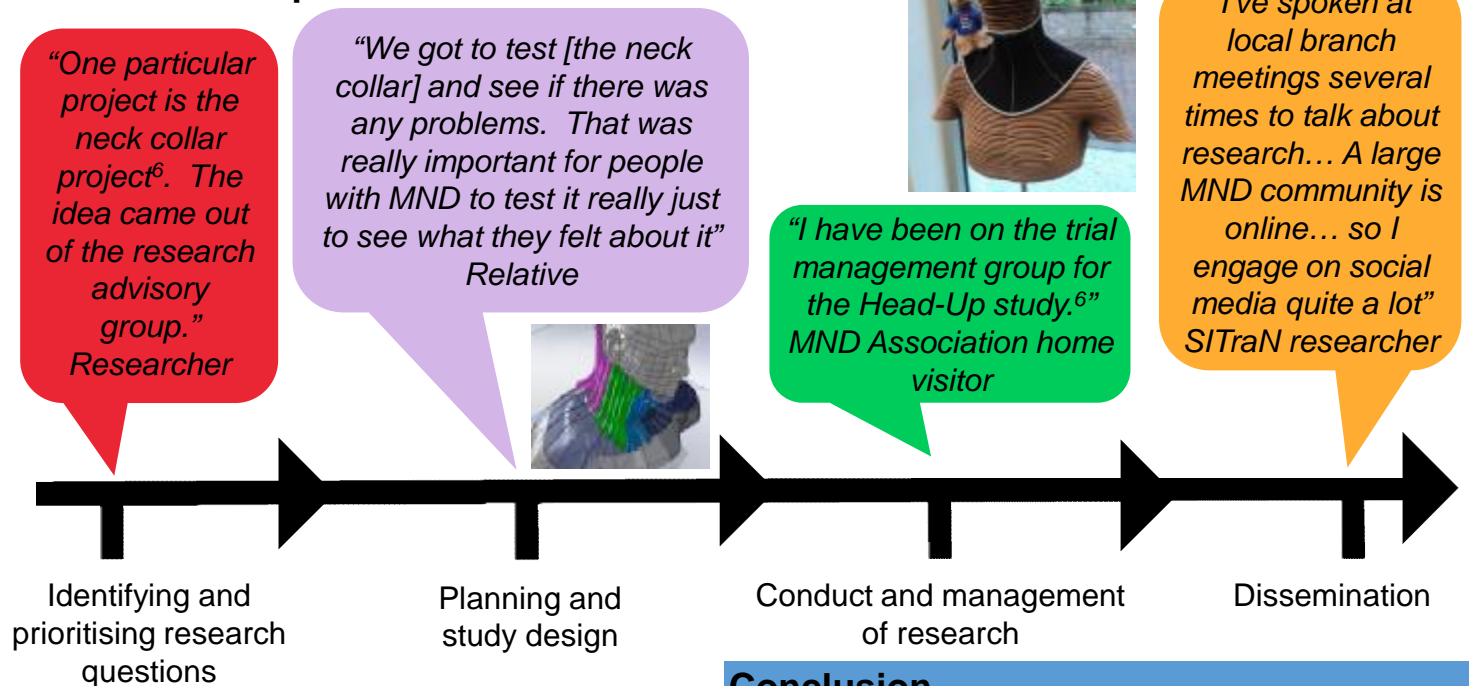 “One particular
project is the
neck collar
project⁶. The
idea came out
of the research
advisory
group.”
Researcher
“We got to test [the neck
collar] and see if there was
any problems. That was
really important for people
with MND to test it really just
to see what they felt about it”
Relative
“I have been on the trial
management group for
the Head-Up study.⁶”
MND Association home
visitor
“I’ve spoken at
local branch
meetings several
times to talk about
research… A large
MND community is
online… so I
engage on social
media quite a lot”
SITraN researcher
Identifying and
prioritising research
questions
Planning and
study design
Conduct and management
of research
Dissemination
Conclusion